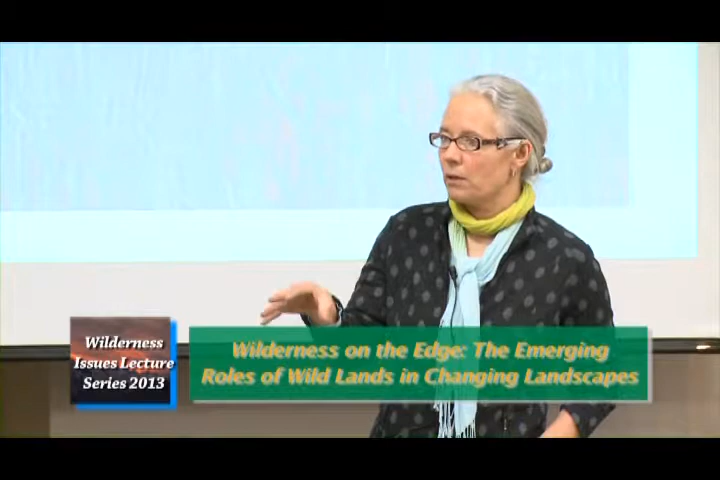 Wilderness
Issues Lecture
Series 2013
Wilderness on the Edge: The Emerging
Roles of Wild Lands in Changing Landscapes